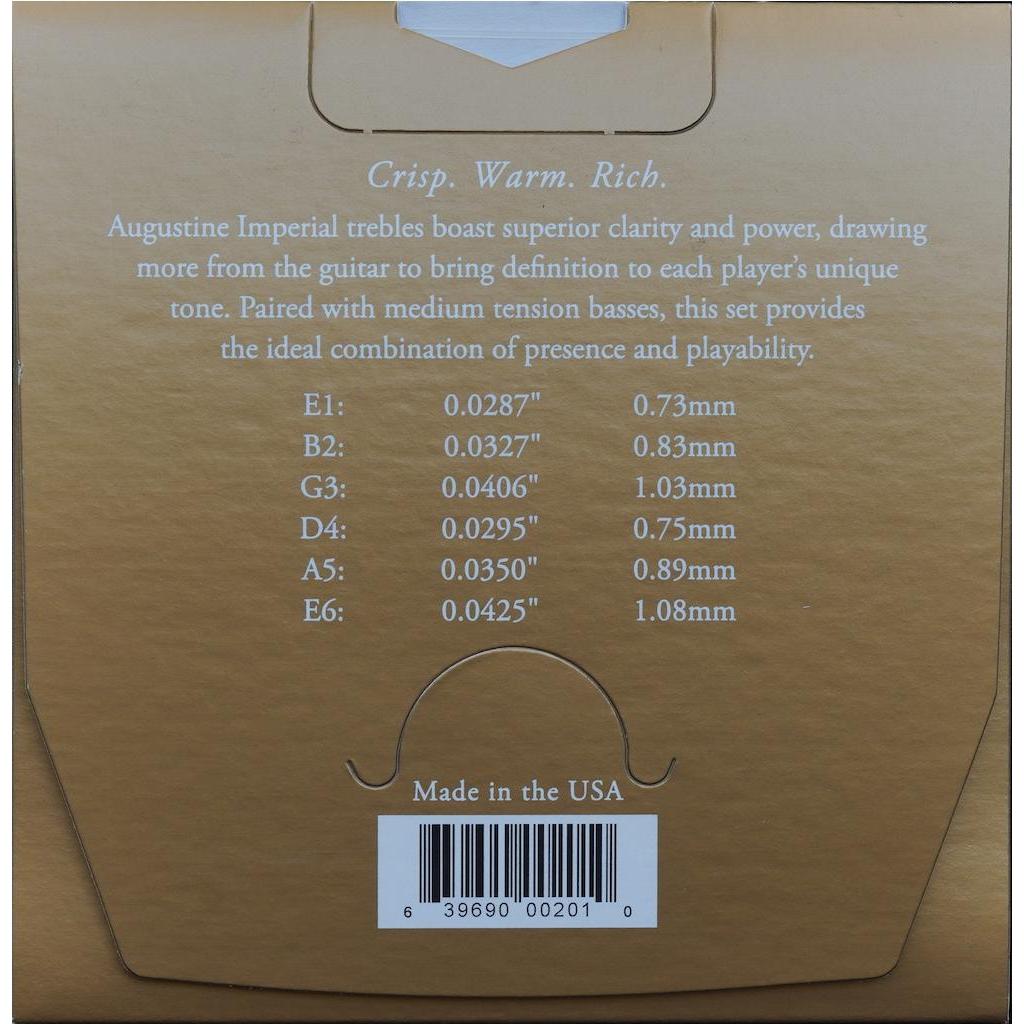 Crisp. Warm. Rich.
Augustine Imperial trebles boast superior clarity and power, drawing
more from the guitar to bring definition to each player's unique
tone. Paired with medium tension basses, this set provides
the ideal combination of presence and playability.
E1: 0.0287" 0.73mm
B2: 0.0327" 0.83mm
G3: 0.0406" 1.03mm
D4: 0.0295" 0.75mm
A5: 0.0350" 0.89mm
E6: 0.0425" 1.08mm
Made in the USA
6 39690 00201 0